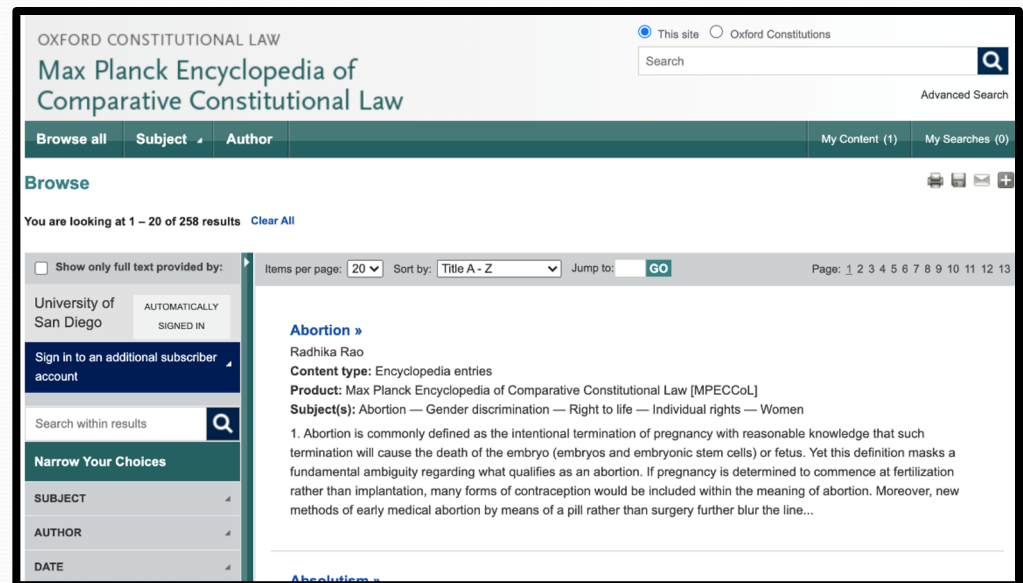 OXFORD CONSTITUTIONAL LAW
Max Planck Encyclopedia of
Comparative Constitutional Law
This site Oxford Constitutions
Search
Advanced Search
Browse all Subject Author My Content (1) My Searches (0)
Browse
You are looking at 1 – 20 of 258 results Clear All
Show only full text provided by:
University of
San Diego
AUTOMATICALLY
SIGNED IN
Sign in to an additional subscriber
account
Search within results
Narrow Your Choices
SUBJECT
AUTHOR
DATE
Items per page: 20 Sort by: Title A - Z Jump to: GO Page: 1 2 3 4 5 6 7 8 9 10 11 12 13
Abortion »
Radhika Rao
Content type: Encyclopedia entries
Product: Max Planck Encyclopedia of Comparative Constitutional Law [MPECCoL]
Subject(s): Abortion — Gender discrimination — Right to life — Individual rights — Women
1. Abortion is commonly defined as the intentional termination of pregnancy with reasonable knowledge that such
termination will cause the death of the embryo (embryos and embryonic stem cells) or fetus. Yet this definition masks a
fundamental ambiguity regarding what qualifies as an abortion. If pregnancy is determined to commence at fertilization
rather than implantation, many forms of contraception would be included within the meaning of abortion. Moreover, new
methods of early medical abortion by means of a pill rather than surgery further blur the line...
Absolutism »